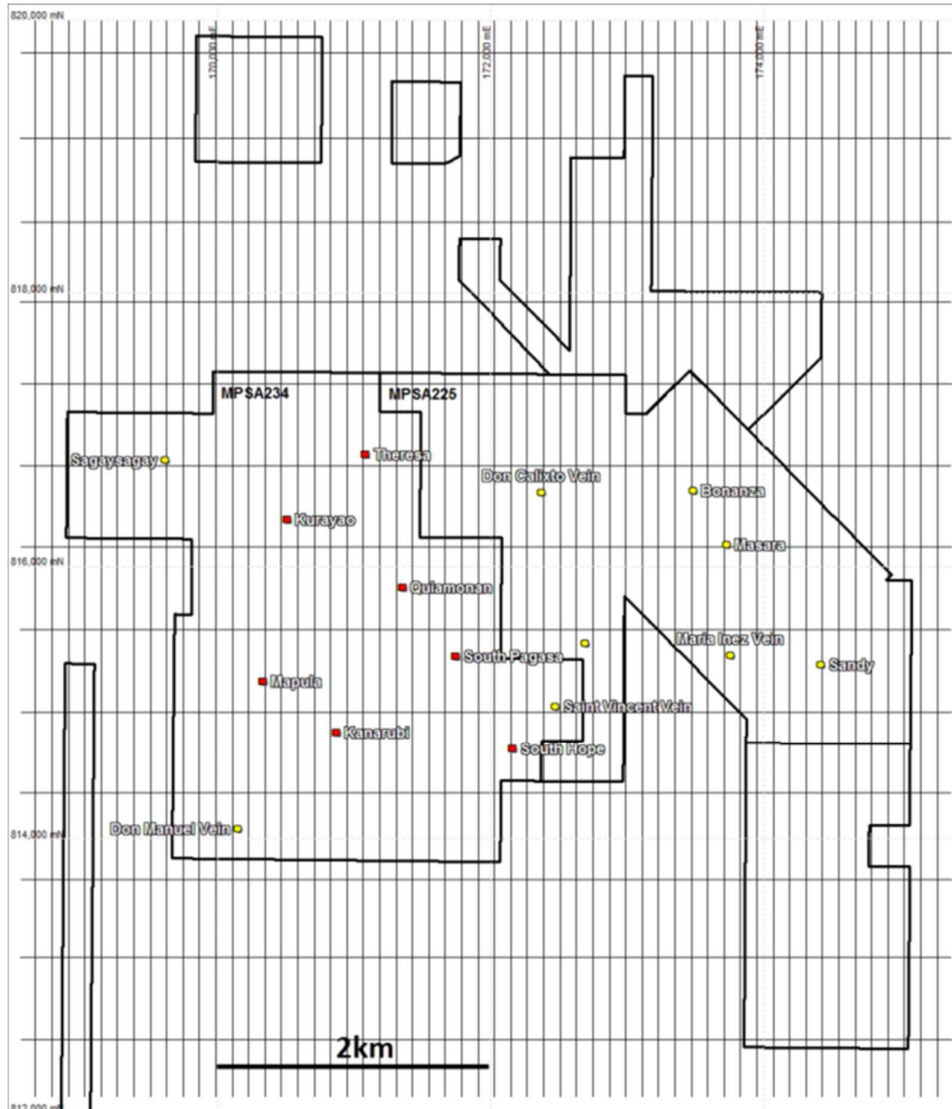 820,000 mN
170,000 mE
172,000 mE
174,000 mE
818,000 mN
MPSA234
MPSA225
Sagaysagay
Theresa
Don Calixto Vein
Bonanza
Kurayao
Masara
816,000 mN
Quiamonan
Maria Inez Vein
South Pagasa
Sandy
Mapula
Saint Vincent Vein
Kanarubi
South Hope
Don Manuel Vein
814,000 mN
2km
812,000 mN